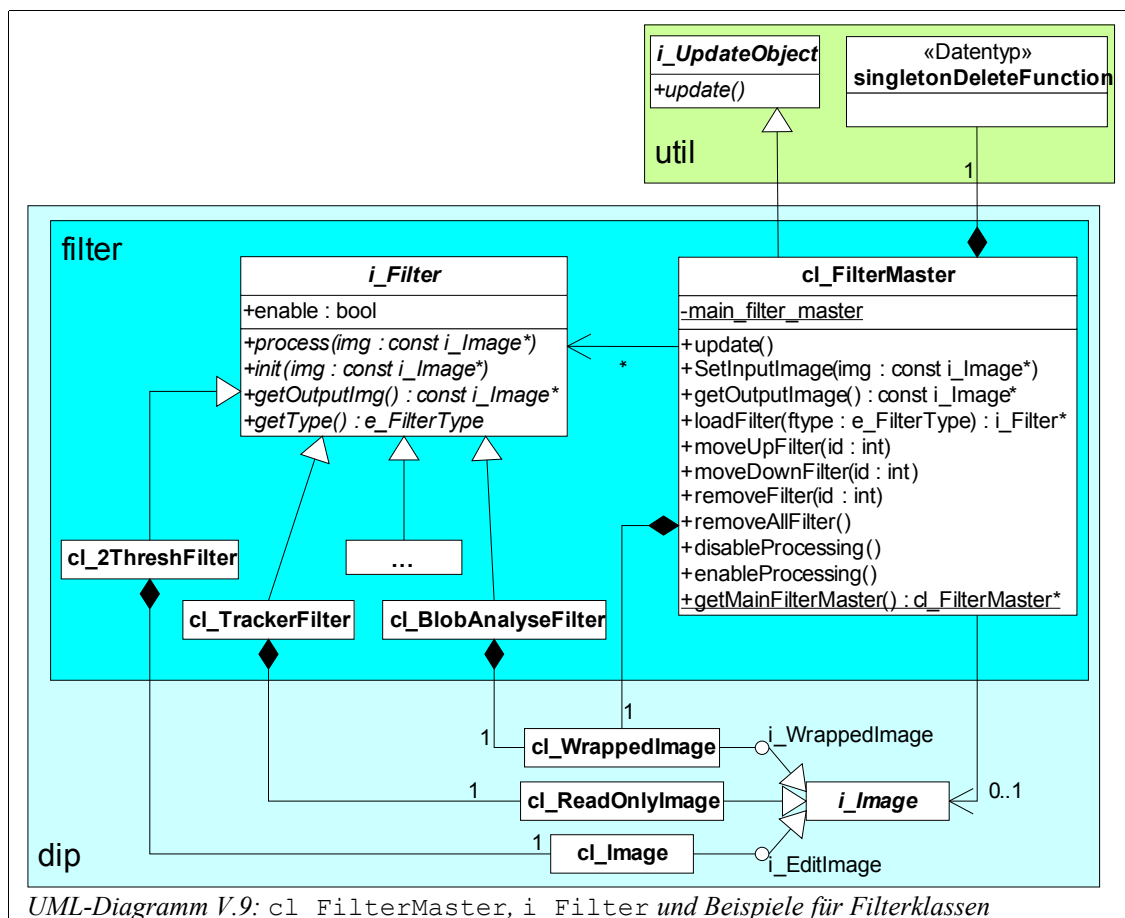 i_UpdateObject
+update()
«Datentyp»
singletonDeleteFunction
util
1
filter
i_Filter
+enable : bool
+process(img : const i_Image*)
+init(img : const i_Image*)
+getOutputImg() : const i_Image*
+getType() : e_FilterType
cl_FilterMaster
-main_filter_master
+update()
+SetInputImage(img : const i_Image*)
+getOutputImage() : const i_Image*
+loadFilter(ftype : e_FilterType) : i_Filter*
+moveUpFilter(id : int)
+moveDownFilter(id : int)
+removeFilter(id : int)
+removeAllFilter()
+disableProcessing()
+enableProcessing()
+getMainFilterMaster() : cl_FilterMaster*
*
cl_2ThreshFilter
...
cl_TrackerFilter
cl_BlobAnalyseFilter
1
1
cl_WrappedImage
i_WrappedImage
1
cl_ReadOnlyImage
i_Image
0..1
1
cl_Image
i_EditImage
dip
UML-Diagramm V.9: cl_FilterMaster, i_Filter und Beispiele für Filterklassen